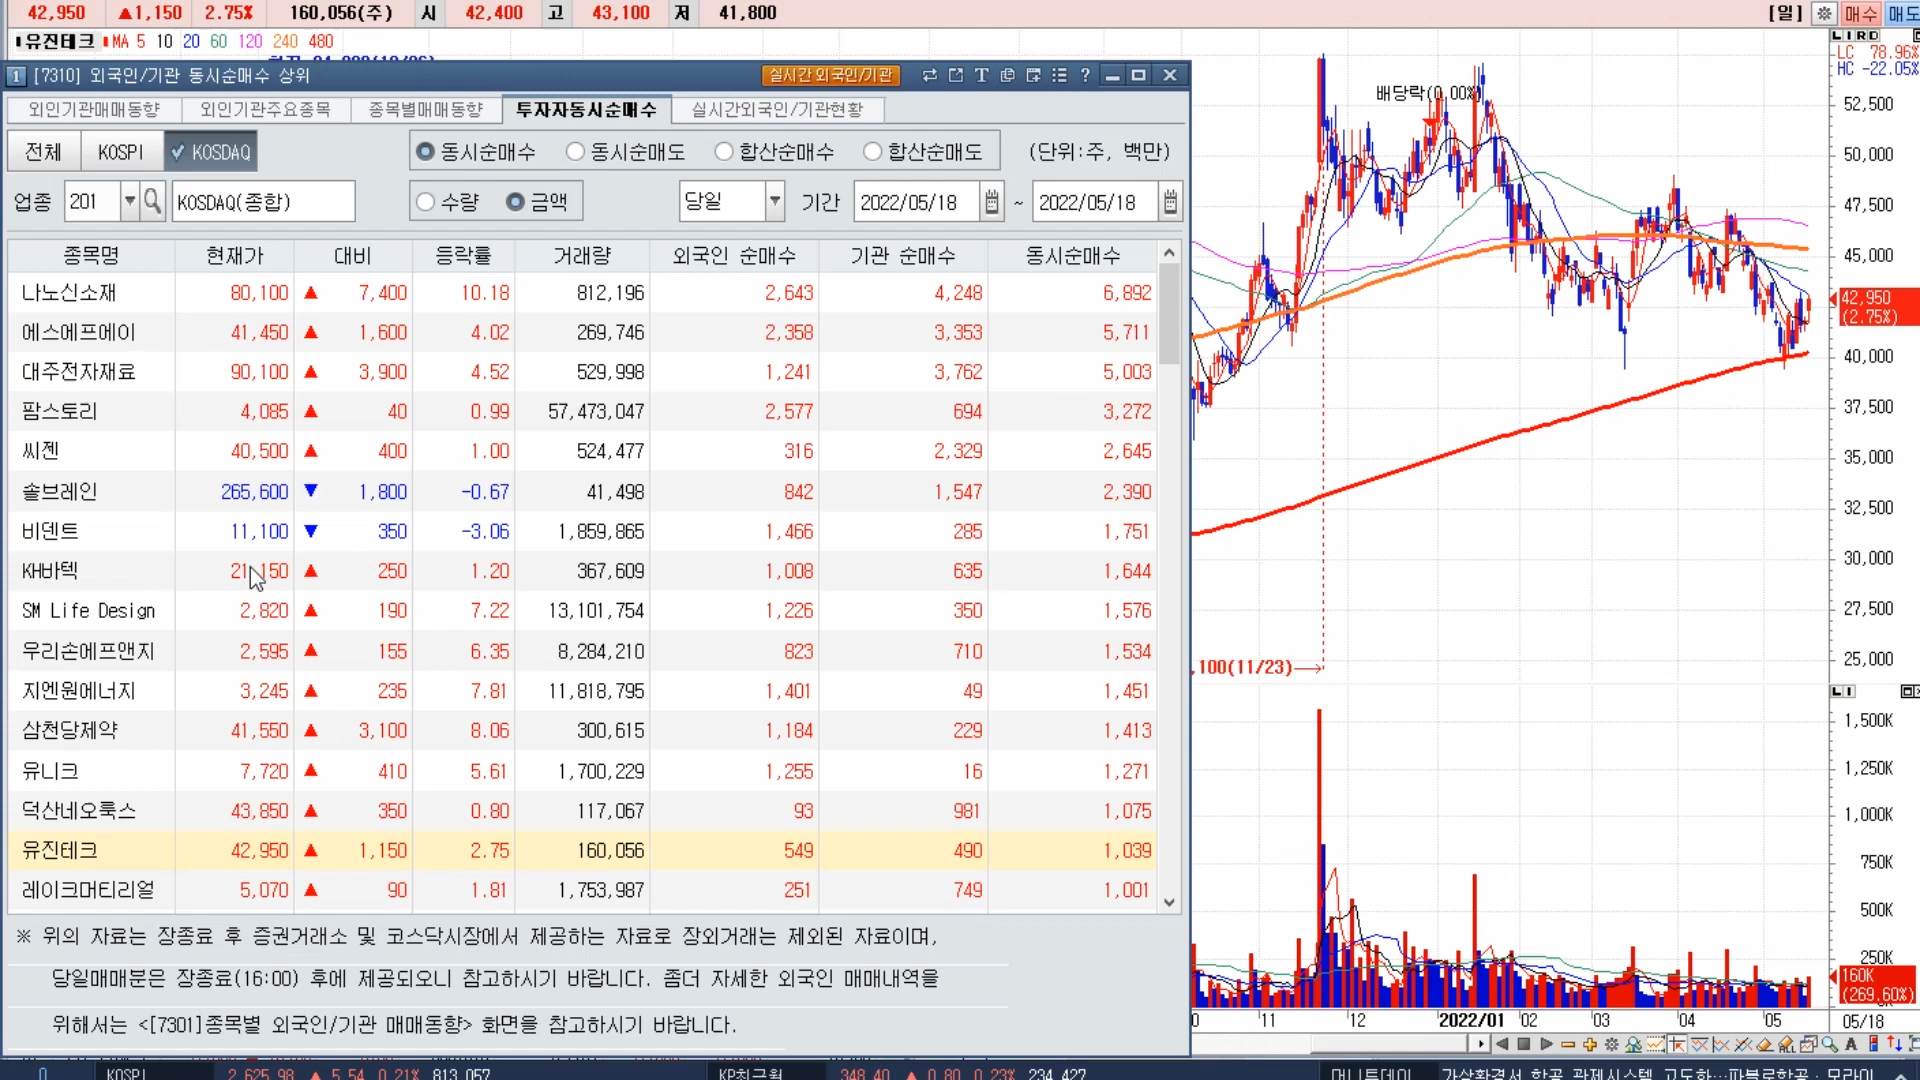 42,950 ▲1,150 2.75% 160,056(주) 시 42,400 고 43,100 저 41,800 [일] 매수 매도
유진테크 MA 5 10 20 60 120 240 480
LIRD
LC 78.96%
HC -22.05%
1 [7310] 외국인/기관 동시순매수 상위 실시간 외국인/기관 T ?
외인기관매매동향 외인기관주요종목 종목별매매동향 투자자동시순매수 실시간외국인/기관현황
전체 KOSPI KOSDAQ 동시순매수 동시순매도 합산순매수 합산순매도 (단위:주, 백만)
업종 201 KOSDAQ(종합) 수량 금액 당일 기간 2022/05/18 ~ 2022/05/18
종목명 현재가 대비 등락률 거래량 외국인 순매수 기관 순매수 동시순매수
나노신소재 80,100 ▲ 7,400 10.18 812,196 2,643 4,248 6,892
에스에프에이 41,450 ▲ 1,600 4.02 269,746 2,358 3,353 5,711
대주전자재료 90,100 ▲ 3,900 4.52 529,998 1,241 3,762 5,003
팜스토리 4,085 ▲ 40 0.99 57,473,047 2,577 694 3,272
씨젠 40,500 ▲ 400 1.00 524,477 316 2,329 2,645
솔브레인 265,600 ▼ 1,800 -0.67 41,498 842 1,547 2,390
비덴트 11,100 ▼ 350 -3.06 1,859,865 1,466 285 1,751
KH바텍 21,150 ▲ 250 1.20 367,609 1,008 635 1,644
SM Life Design 2,820 ▲ 190 7.22 13,101,754 1,226 350 1,576
우리손에프앤지 2,595 ▲ 155 6.35 8,284,210 823 710 1,534
지엔원에너지 3,245 ▲ 235 7.81 11,818,795 1,401 49 1,451
삼천당제약 41,550 ▲ 3,100 8.06 300,615 1,184 229 1,413
유니크 7,720 ▲ 410 5.61 1,700,229 1,255 16 1,271
덕산네오룩스 43,850 ▲ 350 0.80 117,067 93 981 1,075
유진테크 42,950 ▲ 1,150 2.75 160,056 549 490 1,039
레이크머티리얼 5,070 ▲ 90 1.81 1,753,987 251 749 1,001
※ 위의 자료는 장종료 후 증권거래소 및 코스닥시장에서 제공하는 자료로 장외거래는 제외된 자료이며,
당일매매분은 장종료(16:00) 후에 제공되오니 참고하시기 바랍니다. 좀더 자세한 외국인 매매내역을
위해서는 <[7301]종목별 외국인/기관 매매동향> 화면을 참고하시기 바랍니다.
배당락(0.00%)
52,500
50,000
47,500
45,000
42,950
(2.75%)
40,000
37,500
35,000
32,500
30,000
27,500
25,000
100(11/23)
LI
1,500K
1,250K
1,000K
750K
500K
250K
160K
(269.60%)
11 12 2022/01 02 03 04 05 05/18
A
0 KOSPI 2,625.98 ▲ 5.54 0.21% 813,057 KP최근월 348.40 ▲ 0.80 0.23% 234,427 머니투데이